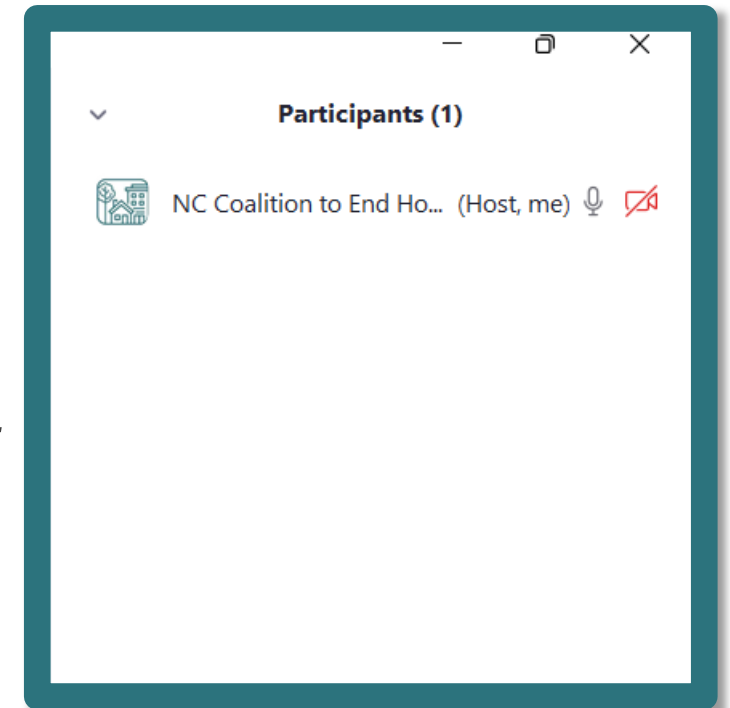 Participants (1)
NC Coalition to End Ho... (Host, me)